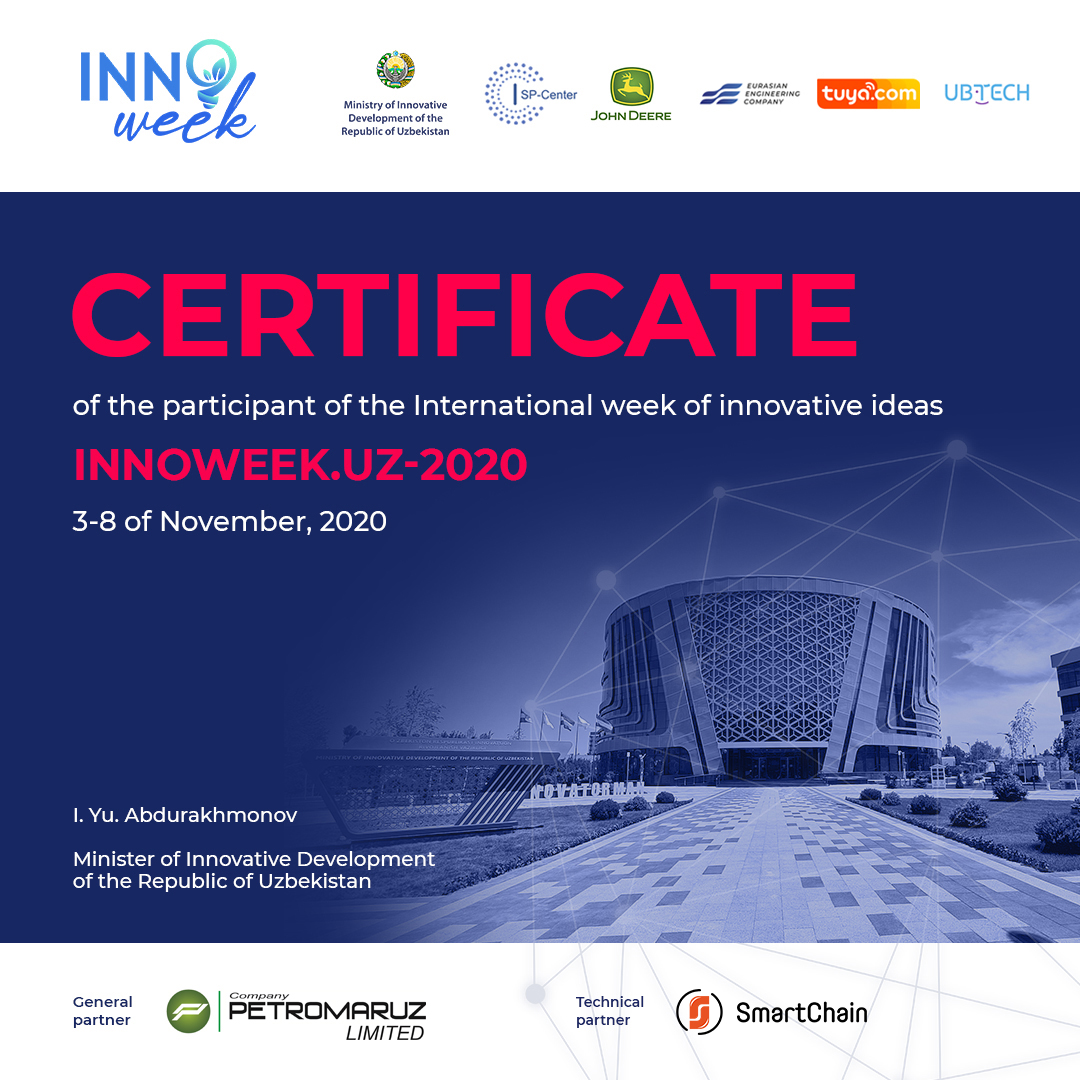 INNO
week
Ministry of Innovative
Development of the
Republic of Uzbekistan
SP-Center
JOHN DEERE
EURASIAN
ENGINEERING
COMPANY
tuya.com
UBTECH
CERTIFICATE
of the participant of the International week of innovative ideas
INNOWEEK.UZ-2020
3-8 of November, 2020
MINISTRY OF INNOVATIVE DEVELOPMENT OF THE REPUBLIC OF UZBEKISTAN
NOVATORMAN
I. Yu. Abdurakhmonov
Minister of Innovative Development
of the Republic of Uzbekistan
General
partner
Company
PETROMARUZ
LIMITED
Technical
partner
SmartChain